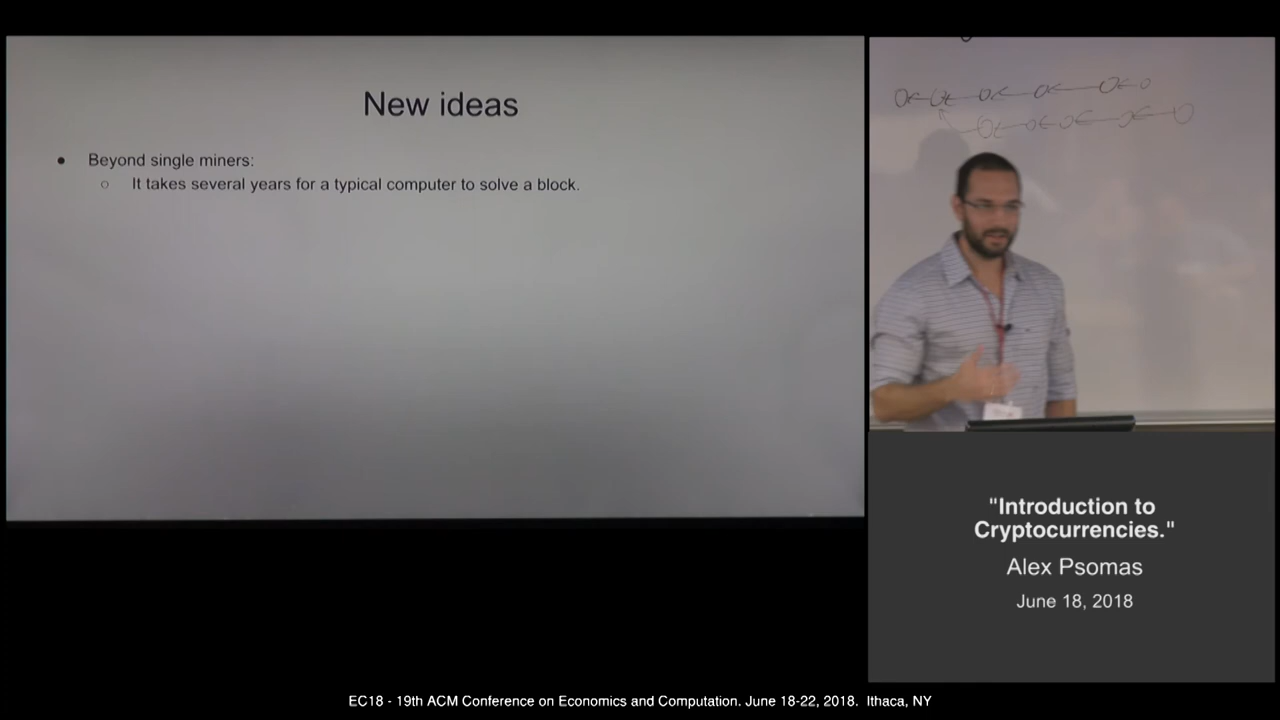 New ideas
● Beyond single miners:
○ It takes several years for a typical computer to solve a block.
"Introduction to
Cryptocurrencies."
Alex Psomas
June 18, 2018
EC18 - 19th ACM Conference on Economics and Computation. June 18-22, 2018. Ithaca, NY